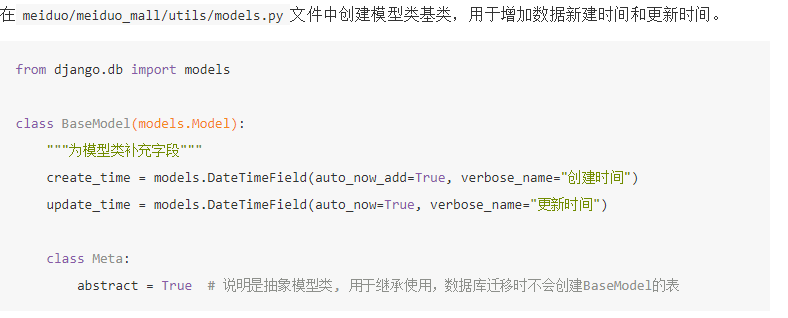 在 meiduo/meiduo_mall/utils/models.py 文件中创建模型类基类，用于增加数据新建时间和更新时间。
from django.db import models
class BaseModel(models.Model):
    """为模型类补充字段"""
    create_time = models.DateTimeField(auto_now_add=True, verbose_name="创建时间")
    update_time = models.DateTimeField(auto_now=True, verbose_name="更新时间")
    class Meta:
        abstract = True  # 说明是抽象模型类, 用于继承使用，数据库迁移时不会创建BaseModel的表